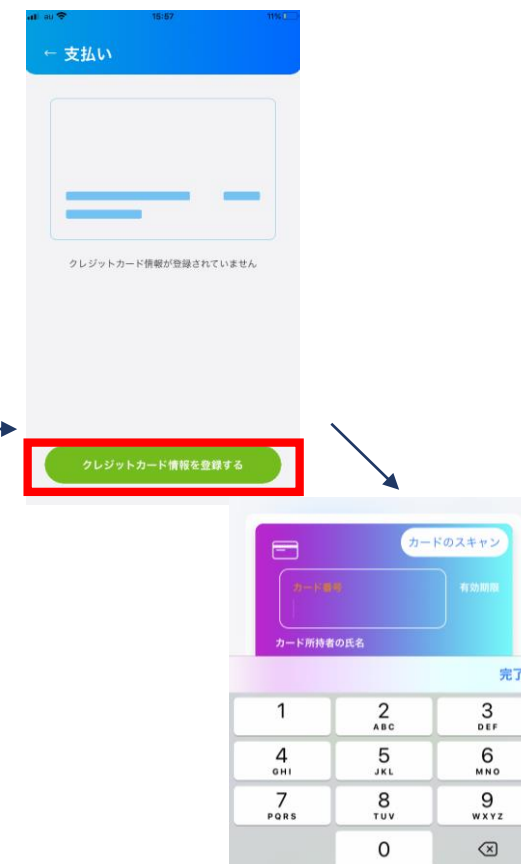 au 15:57 11%
← 支払い
クレジットカード情報が登録されていません
クレジットカード情報を登録する
カードのスキャン
カード番号 有効期限
カード所持者の氏名
完了
1 2 3
ABC DEF
4 5 6
GHI JKL MNO
7 8 9
PQRS TUV WXYZ
0